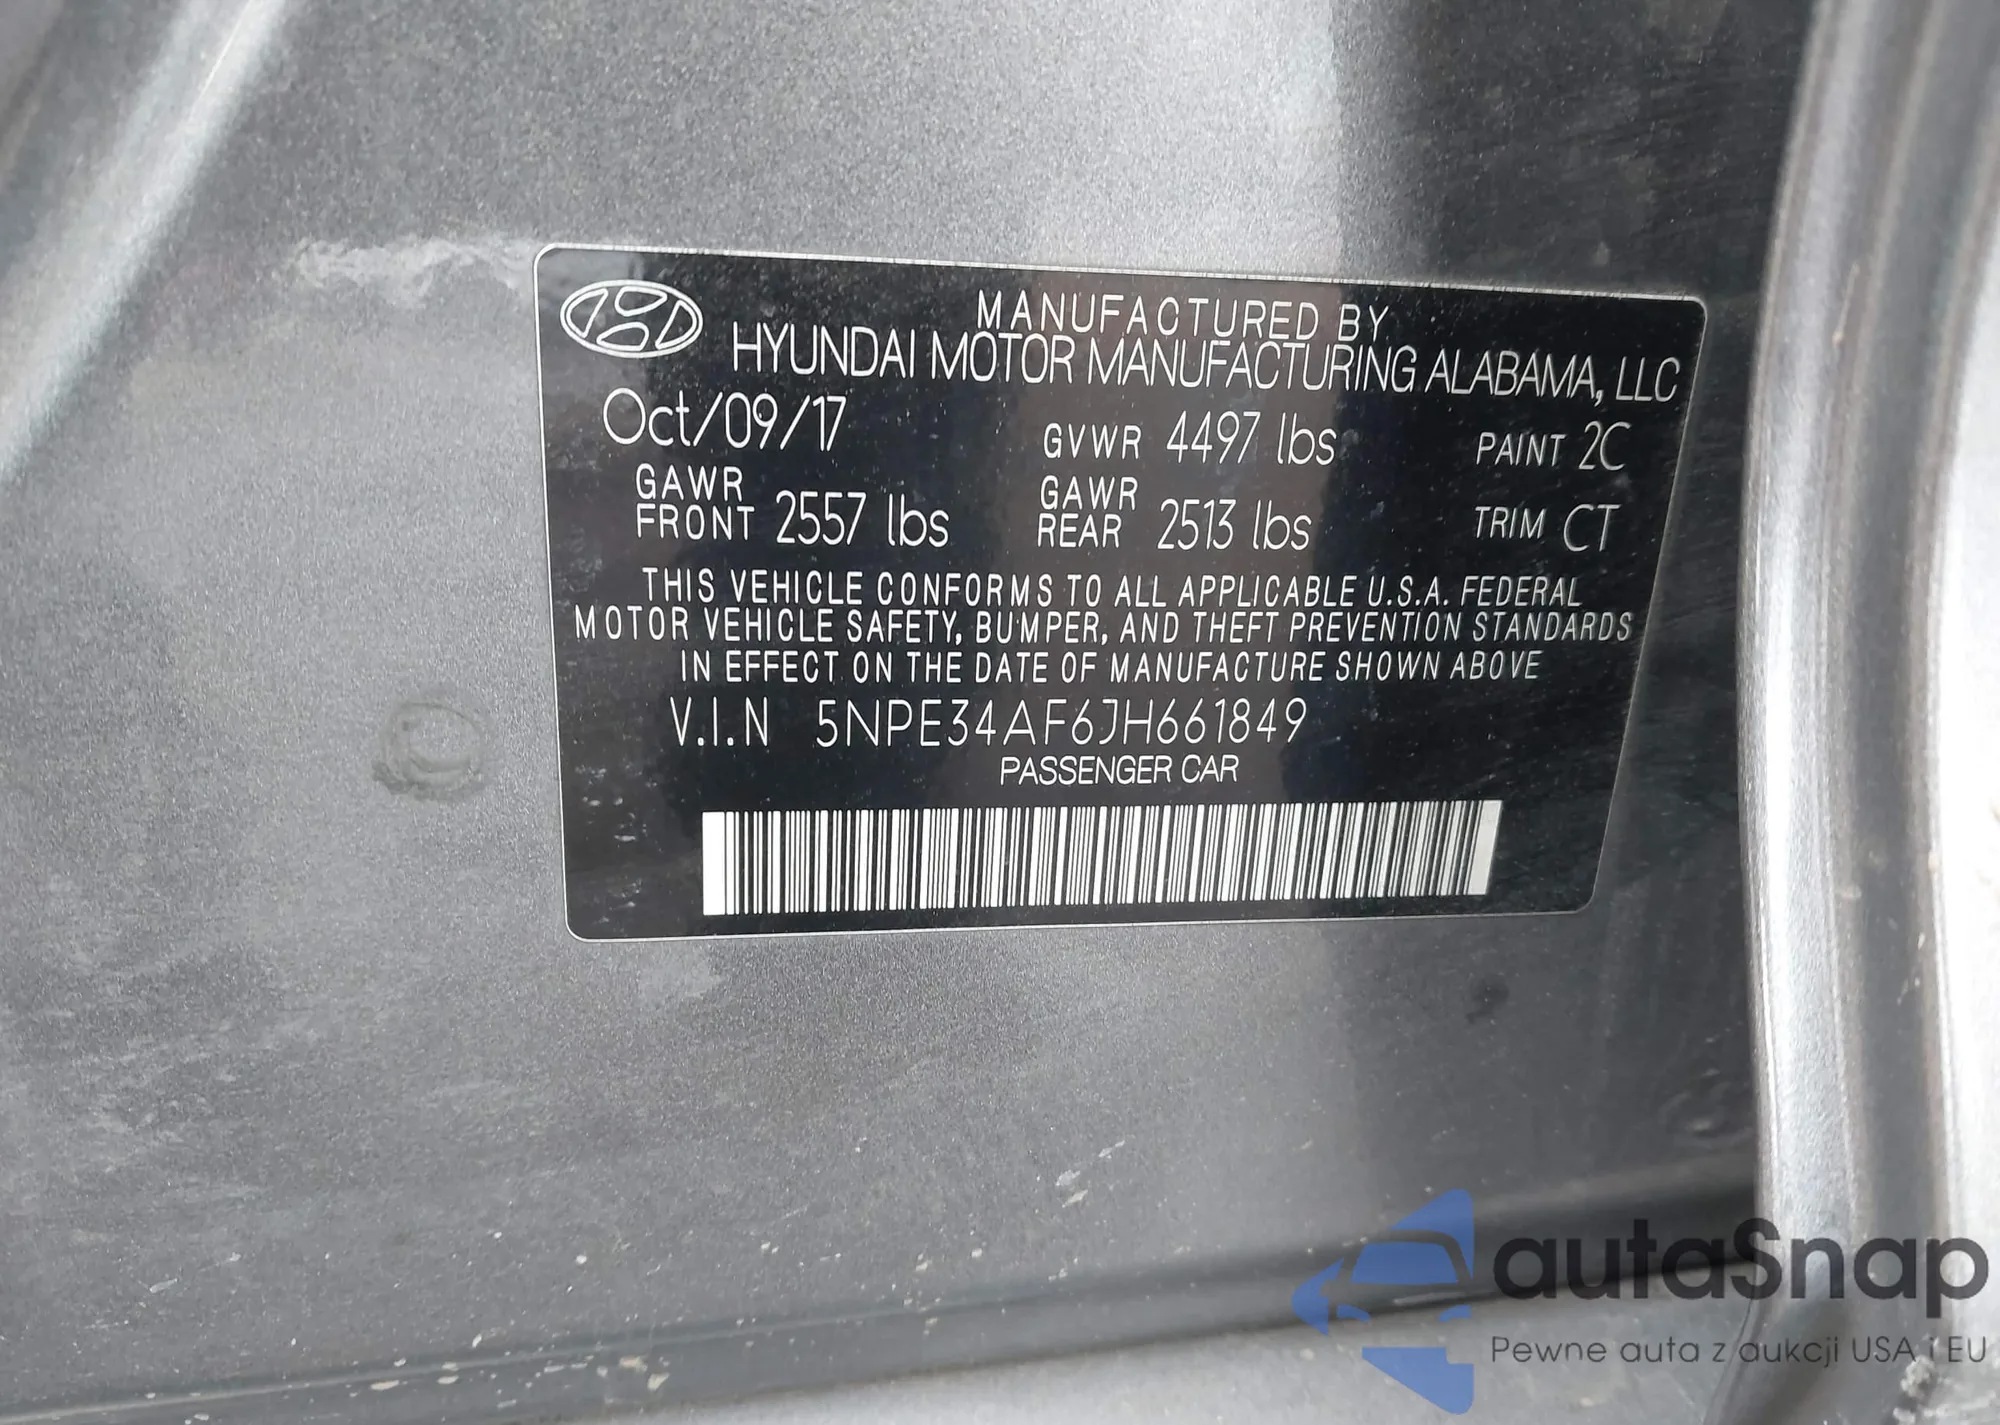 MANUFACTURED BY
HYUNDAI MOTOR MANUFACTURING ALABAMA, LLC
Oct/09/17 GVWR 4497 lbs PAINT 2C
GAWR FRONT 2557 lbs GAWR REAR 2513 lbs TRIM CT
THIS VEHICLE CONFORMS TO ALL APPLICABLE U.S.A. FEDERAL
MOTOR VEHICLE SAFETY, BUMPER, AND THEFT PREVENTION STANDARDS
IN EFFECT ON THE DATE OF MANUFACTURE SHOWN ABOVE
V.I.N 5NPE34AF6JH661849
PASSENGER CAR
autaSnap
Pewne auta z aukcji USA i EU